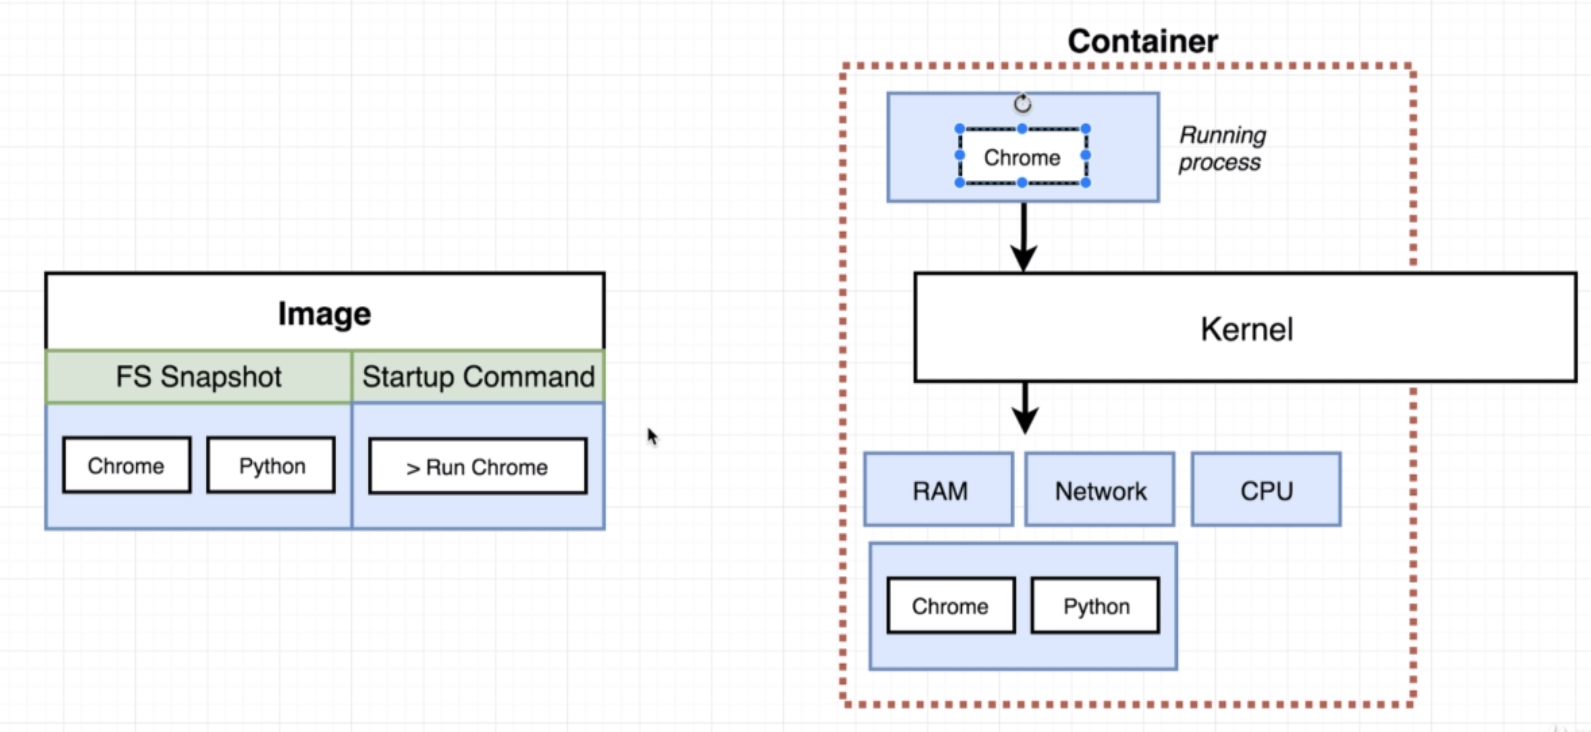 Container
Chrome
Running
process
Image
Kernel
FS Snapshot
Startup Command
Chrome
Python
> Run Chrome
RAM
Network
CPU
Chrome
Python